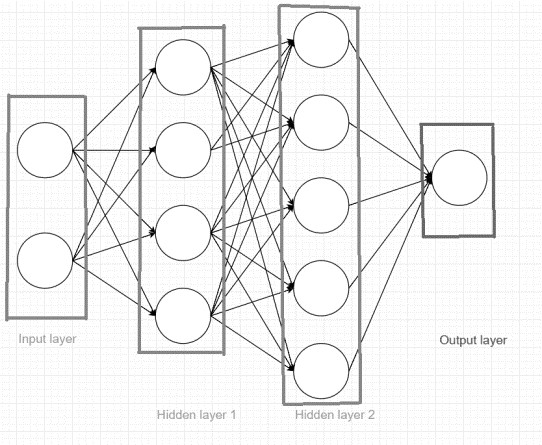 Input layer
Output layer
Hidden layer 1
Hidden layer 2